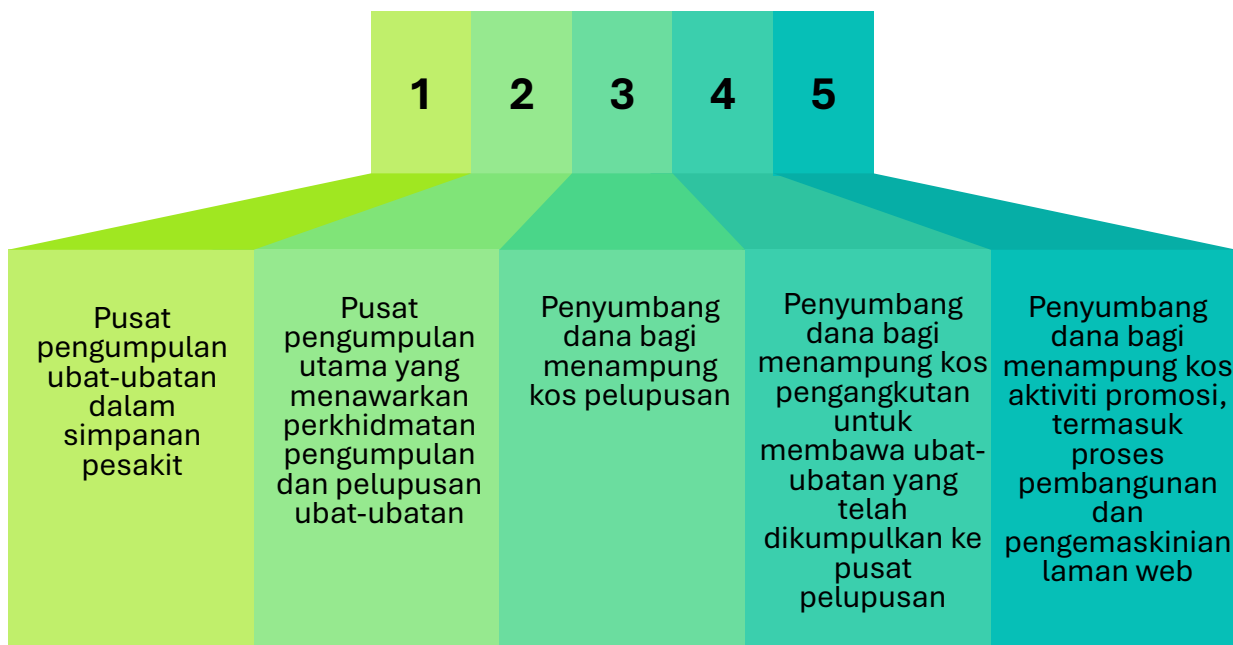 1
2
3
4
5
Pusat
pengumpulan
ubat-ubatan
dalam
simpanan
pesakit
Pusat
pengumpulan
utama yang
menawarkan
perkhidmatan
pengumpulan
dan pelupusan
ubat-ubatan
Penyumbang
dana bagi
menampung
kos pelupusan
Penyumbang
dana bagi
menampung kos
pengangkutan
untuk
membawa ubat-
ubatan yang
telah
dikumpulkan ke
pusat
pelupusan
Penyumbang
dana bagi
menampung kos
aktiviti promosi,
termasuk
proses
pembangunan
dan
pengemaskinian
laman web